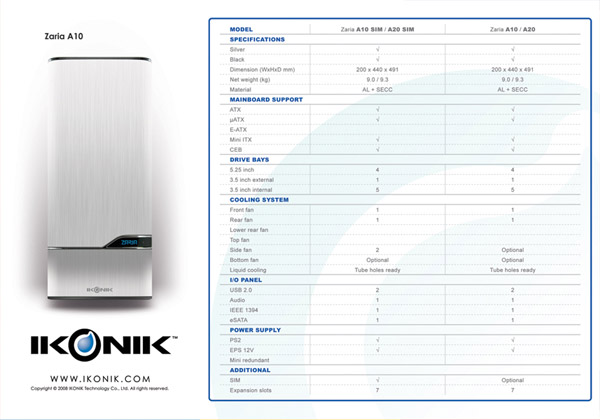 Zaria A10
ZARIA
IKONIK
IKONIK™
WWW.IKONIK.COM
Copyright © 2008 IKONIK Technology Co., Ltd. All rights reserved.
MODEL Zaria A10 SIM / A20 SIM Zaria A10 / A20
SPECIFICATIONS
Silver √ √
Black √ √
Dimension (WxHxD mm) 200 x 440 x 491 200 x 440 x 491
Net weight (kg) 9.0 / 9.3 9.0 / 9.3
Material AL + SECC AL + SECC
MAINBOARD SUPPORT
ATX √ √
µATX √ √
E-ATX
Mini ITX √ √
CEB √ √
DRIVE BAYS
5.25 inch 4 4
3.5 inch external 1 1
3.5 inch internal 5 5
COOLING SYSTEM
Front fan 1 1
Rear fan 1 1
Lower rear fan
Top fan
Side fan 2 Optional
Bottom fan Optional Optional
Liquid cooling Tube holes ready Tube holes ready
I/O PANEL
USB 2.0 2 2
Audio 1 1
IEEE 1394 1 1
eSATA 1 1
POWER SUPPLY
PS2 √ √
EPS 12V √ √
Mini redundant
ADDITIONAL
SIM √ Optional
Expansion slots 7 7